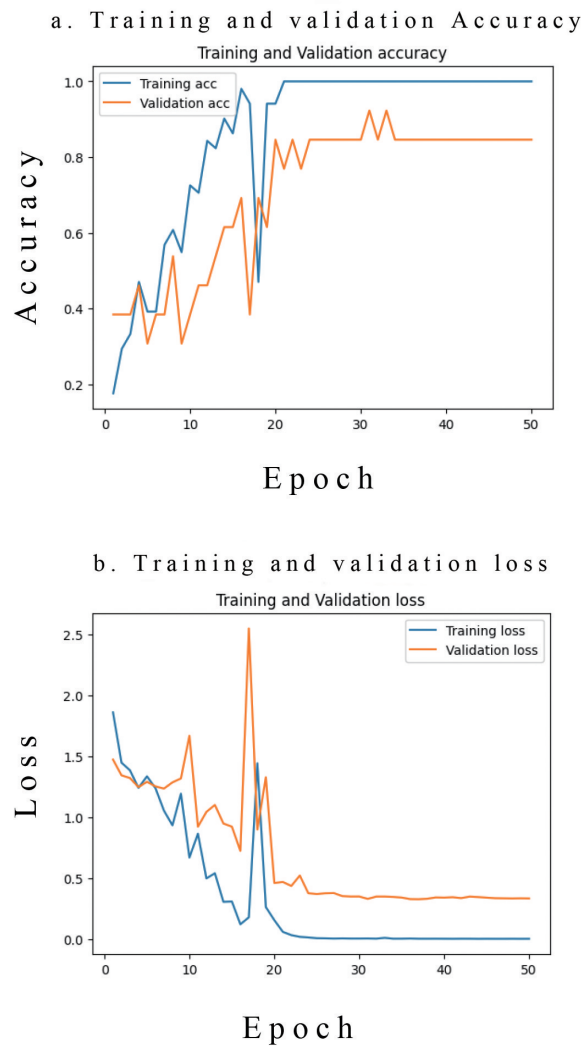 a. Training and validation Accuracy
Training and Validation accuracy
Training acc
Validation acc
1.0
0.8
0.6
0.4
0.2
Accuracy
0 10 20 30 40 50
Epoch
b. Training and validation loss
Training and Validation loss
Training loss
Validation loss
2.5
2.0
1.5
1.0
0.5
0.0
Loss
0 10 20 30 40 50
Epoch